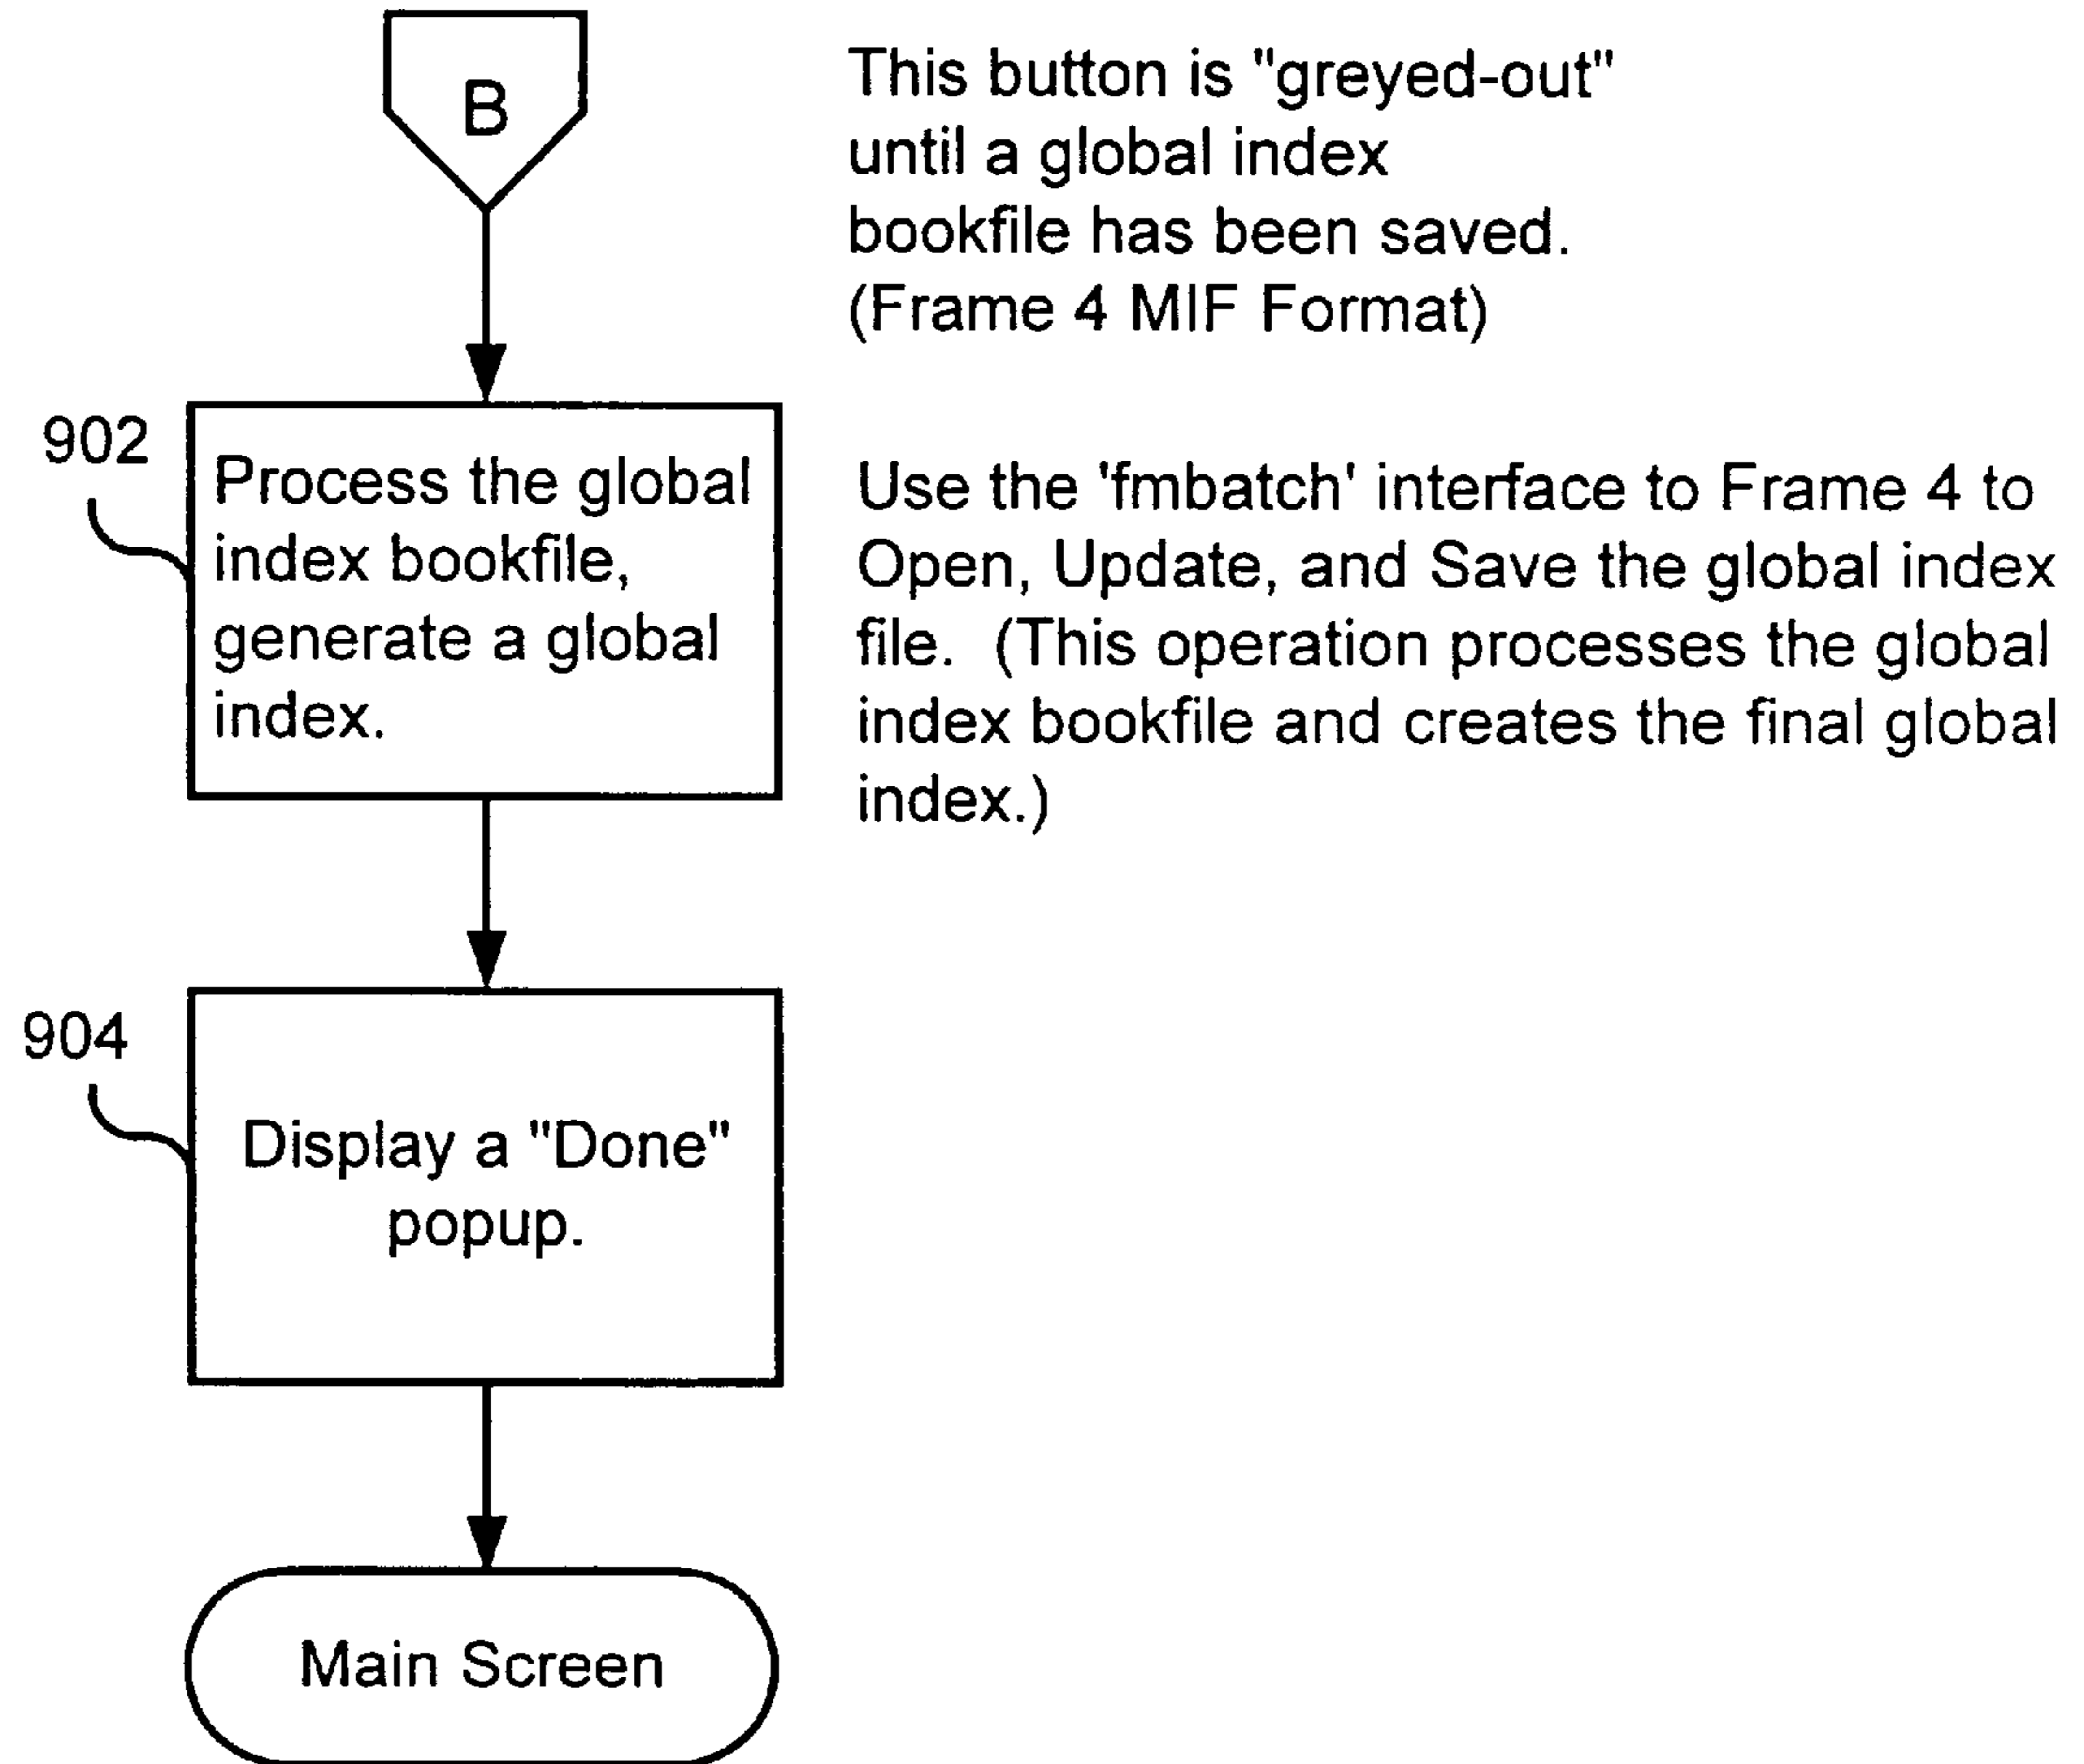 B
This button is "greyed-out"
until a global index
bookfile has been saved.
(Frame 4 MIF Format)
902
Process the global
index bookfile,
generate a global
index.
Use the 'fmbatch' interface to Frame 4 to
Open, Update, and Save the global index
file.  (This operation processes the global
index bookfile and creates the final global
index.)
904
Display a "Done"
popup.
Main Screen